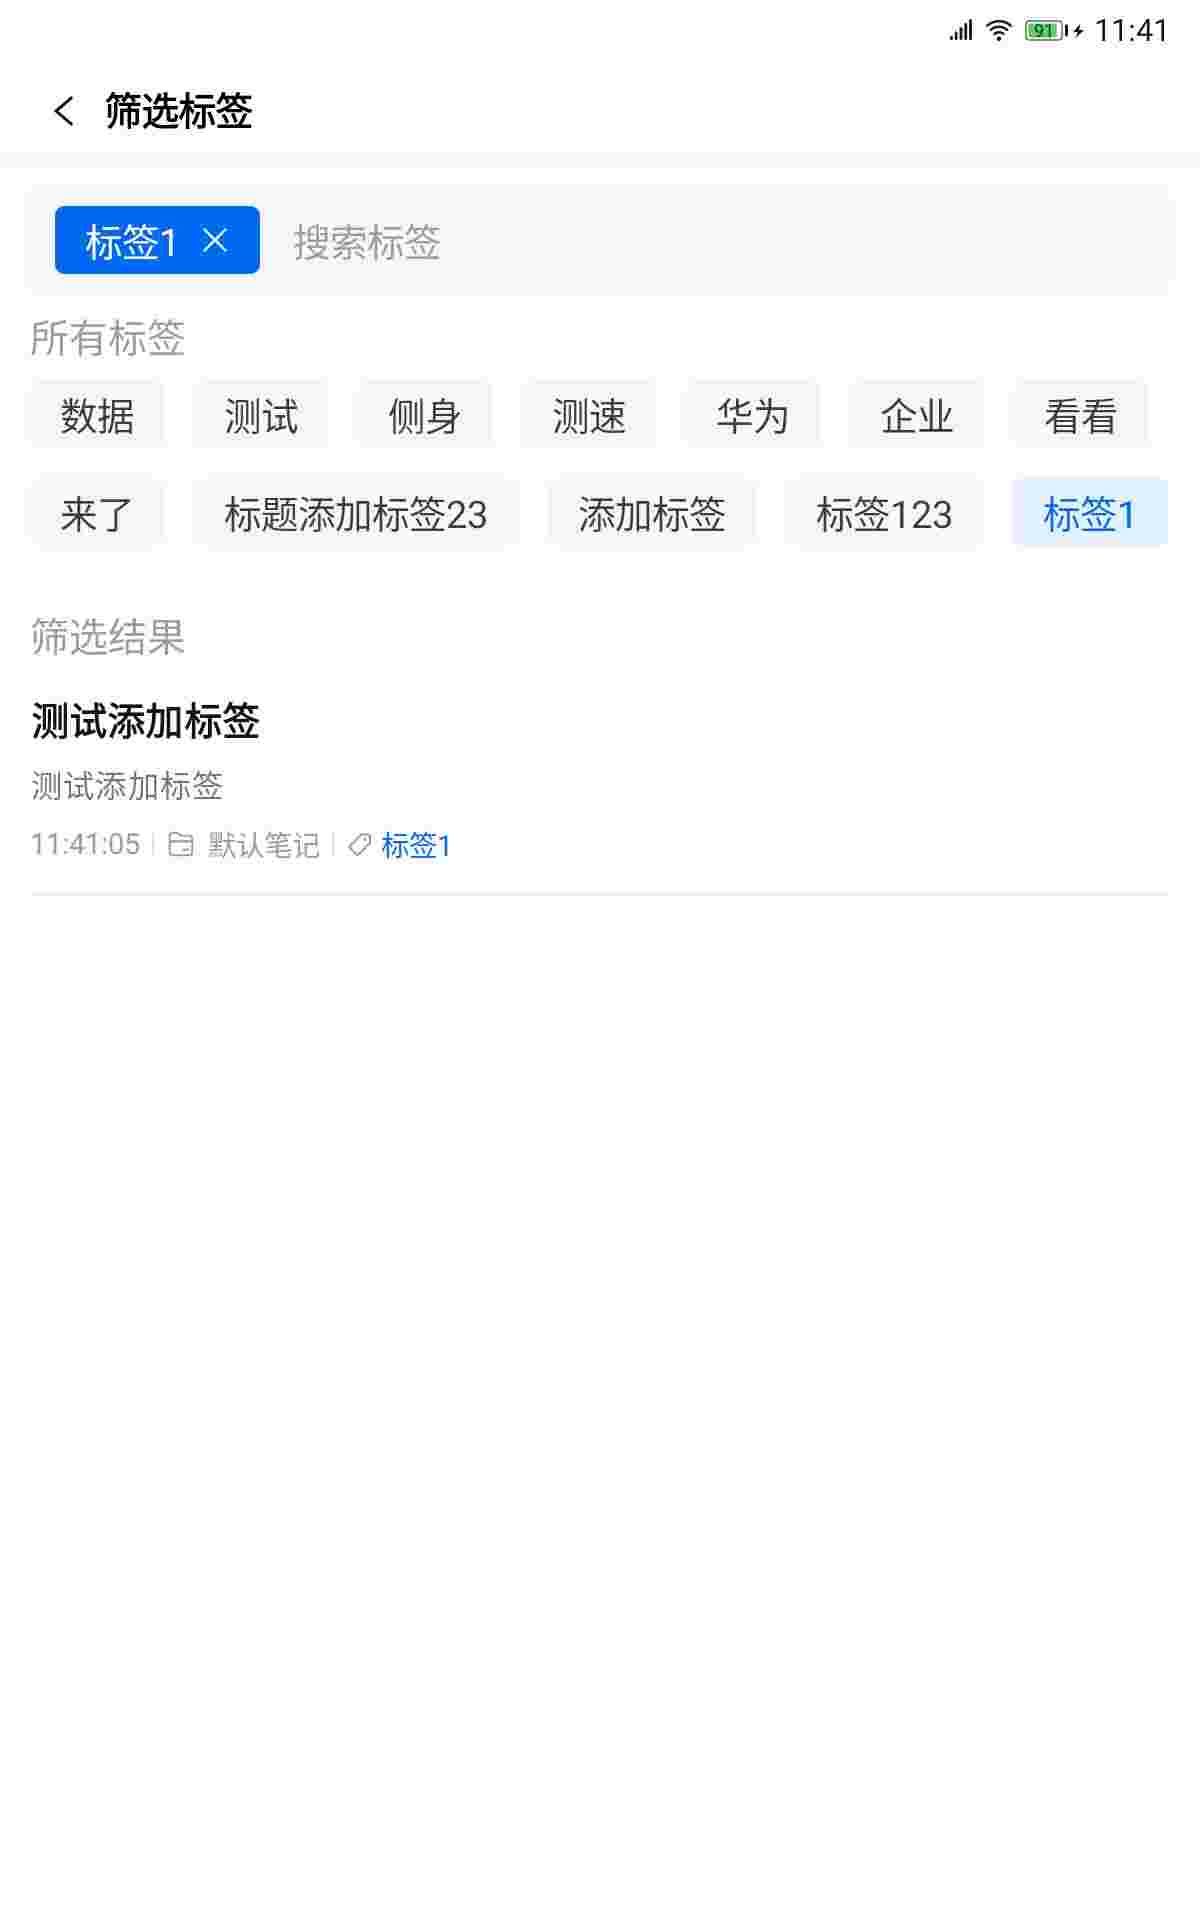 91 11:41
筛选标签
标签1 搜索标签
所有标签
数据 测试 侧身 测速 华为 企业 看看
来了 标题添加标签23 添加标签 标签123 标签1
筛选结果
测试添加标签
测试添加标签
11:41:05 默认笔记 标签1